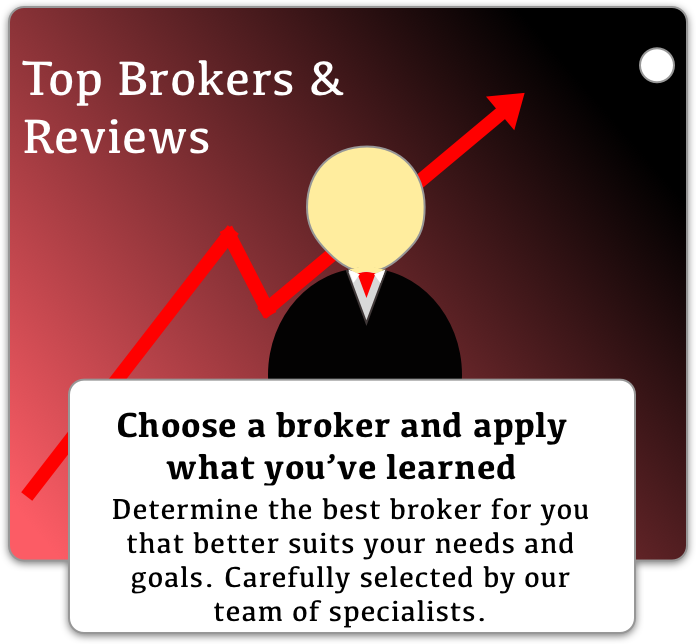 Top Brokers &
Reviews
Choose a broker and apply
what you’ve learned
Determine the best broker for you
that better suits your needs and
goals. Carefully selected by our
team of specialists.